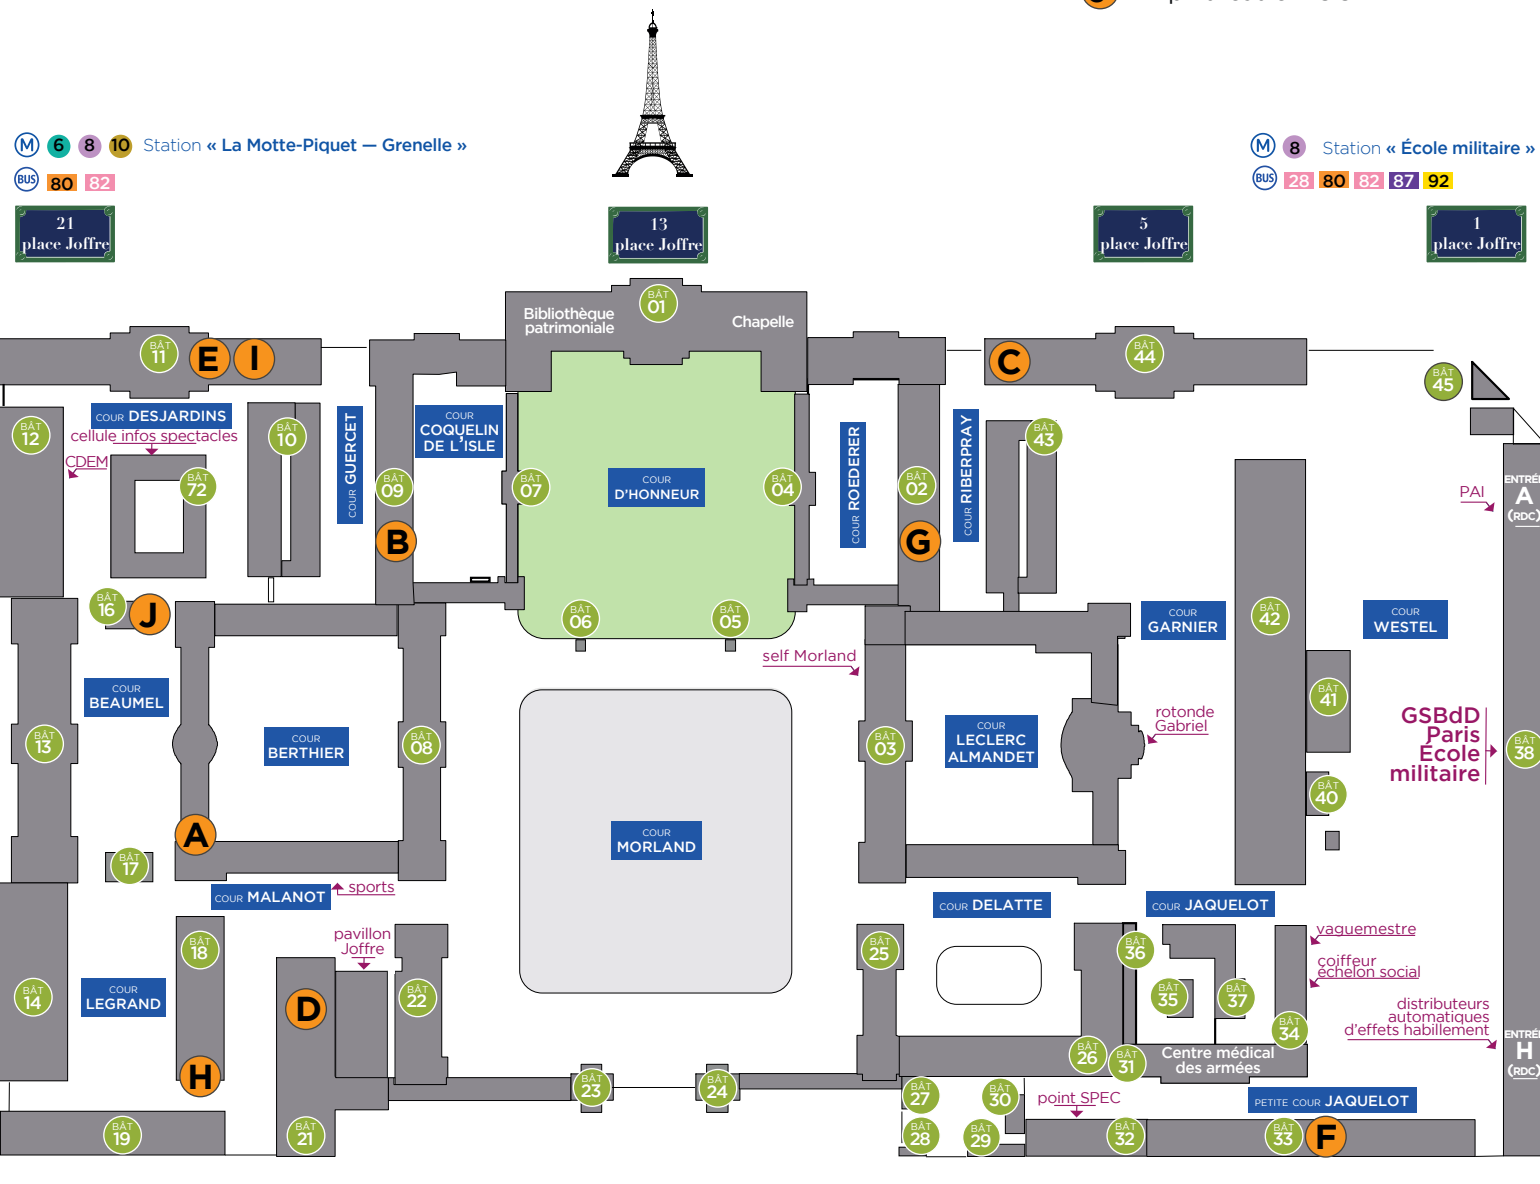 M 6 8 10 Station « La Motte-Piquet — Grenelle »
BUS 80 82
M 8 Station « École militaire »
BUS 28 80 82 87 92
21
place Joffre
13
place Joffre
5
place Joffre
1
place Joffre
BÂT
01
Bibliothèque
patrimoniale
Chapelle
BÂT
11
E I
C
BÂT
44
BÂT
45
COUR DESJARDINS
cellule infos spectacles
CDEM
BÂT
12
BÂT
72
BÂT
10
COUR GUERCET
BÂT
09
B
COUR
COQUELIN
DE L'ISLE
BÂT
07
COUR
D'HONNEUR
BÂT
04
COUR ROEDERER
BÂT
02
G
COUR RIBERPRAY
BÂT
43
PAI
ENTRÉE
A
(RDC)
BÂT
16
J
BÂT
06
BÂT
05
COUR
GARNIER
BÂT
42
COUR
WESTEL
self Morland
COUR
BEAUMEL
BÂT
13
COUR
BERTHIER
BÂT
08
BÂT
03
COUR
LECLERC
ALMANDET
rotonde
Gabriel
BÂT
41
GSBdD
Paris
École
militaire
BÂT
38
BÂT
40
A
COUR
MORLAND
BÂT
17
COUR MALANOT
sports
COUR DELATTE
COUR JAQUELOT
BÂT
18
pavillon
Joffre
BÂT
25
BÂT
36
vaguemestre
coiffeur
échelon social
COUR
LEGRAND
BÂT
14
D
BÂT
22
BÂT
35
BÂT
37
BÂT
34
distributeurs
automatiques
d'effets habillement
ENTRÉE
H
(RDC)
H
BÂT
26
BÂT
31
Centre médical
des armées
BÂT
23
BÂT
24
BÂT
27
BÂT
30
point SPEC
PETITE COUR JAQUELOT
BÂT
19
BÂT
21
BÂT
28
BÂT
29
BÂT
32
BÂT
33
F